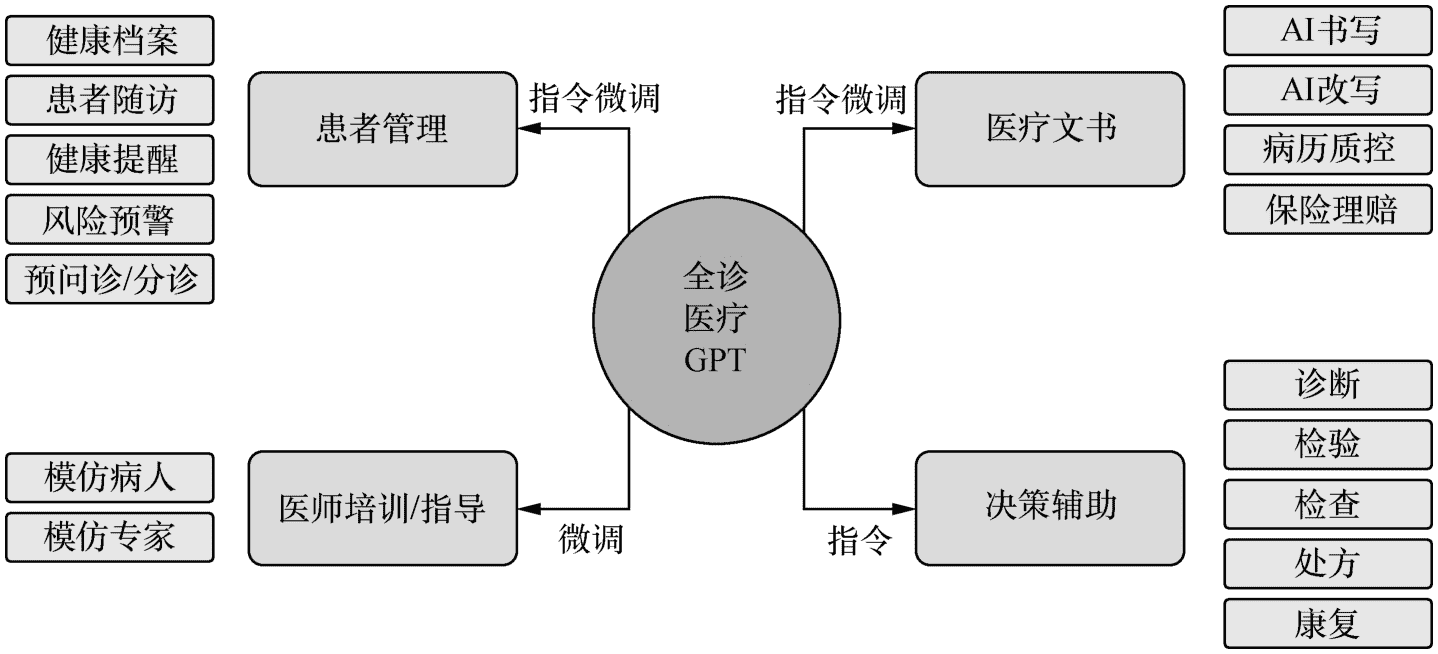 健康档案
患者随访
健康提醒
风险预警
预问诊/分诊
患者管理
指令微调
指令微调
医疗文书
AI书写
AI改写
病历质控
保险理赔
全诊
医疗
GPT
模仿病人
模仿专家
医师培训/指导
微调
指令
决策辅助
诊断
检验
检查
处方
康复